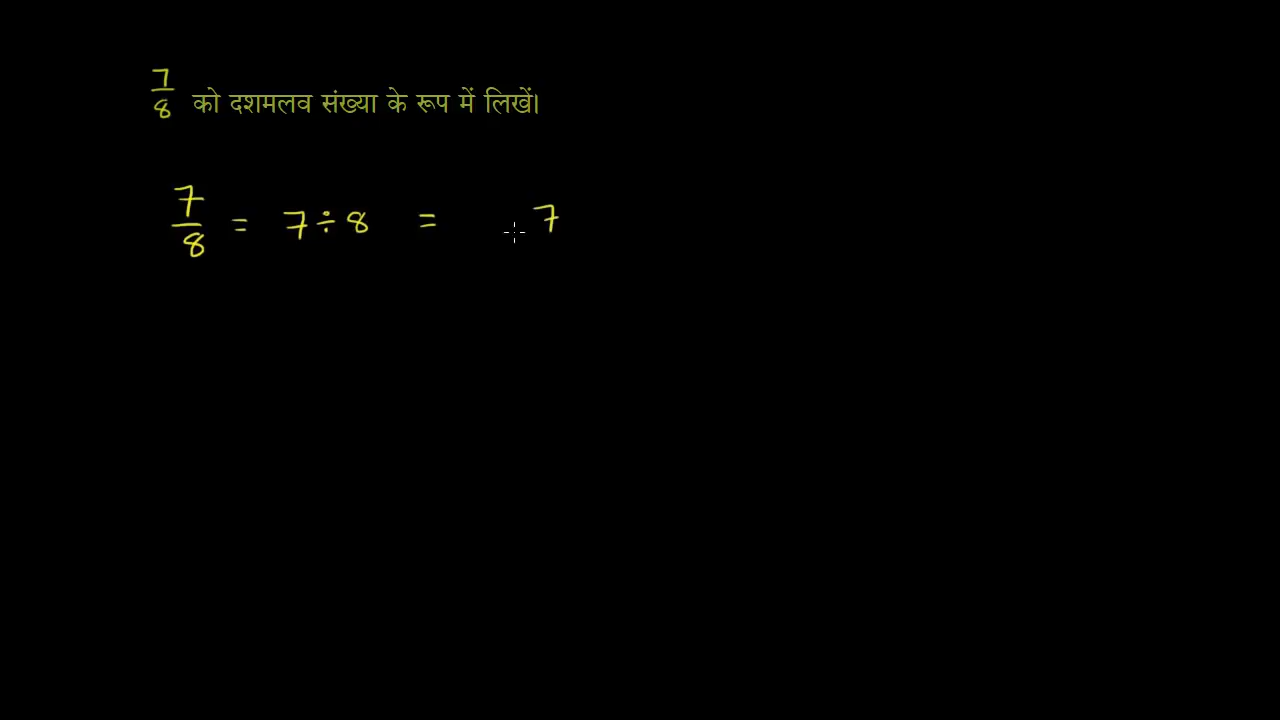 7/8 को दशमलव संख्या के रूप में लिखें।
7/8 = 7÷8 = 7